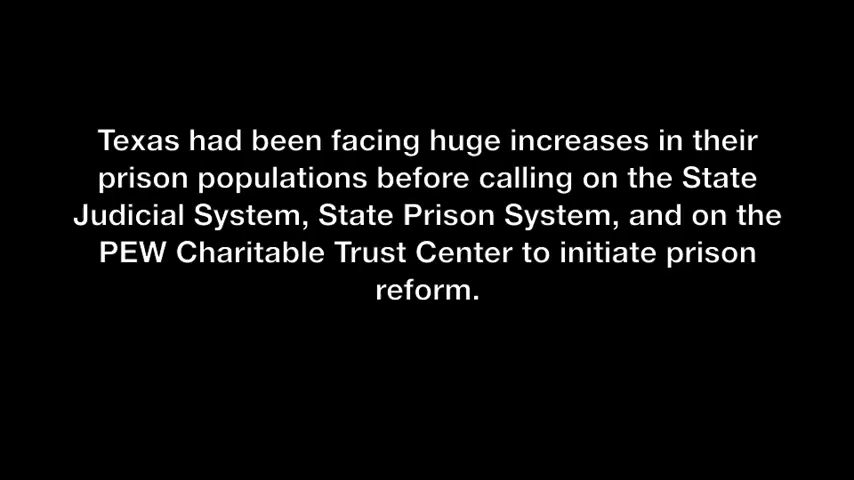 Texas had been facing huge increases in their
prison populations before calling on the State
Judicial System, State Prison System, and on the
PEW Charitable Trust Center to initiate prison
reform.